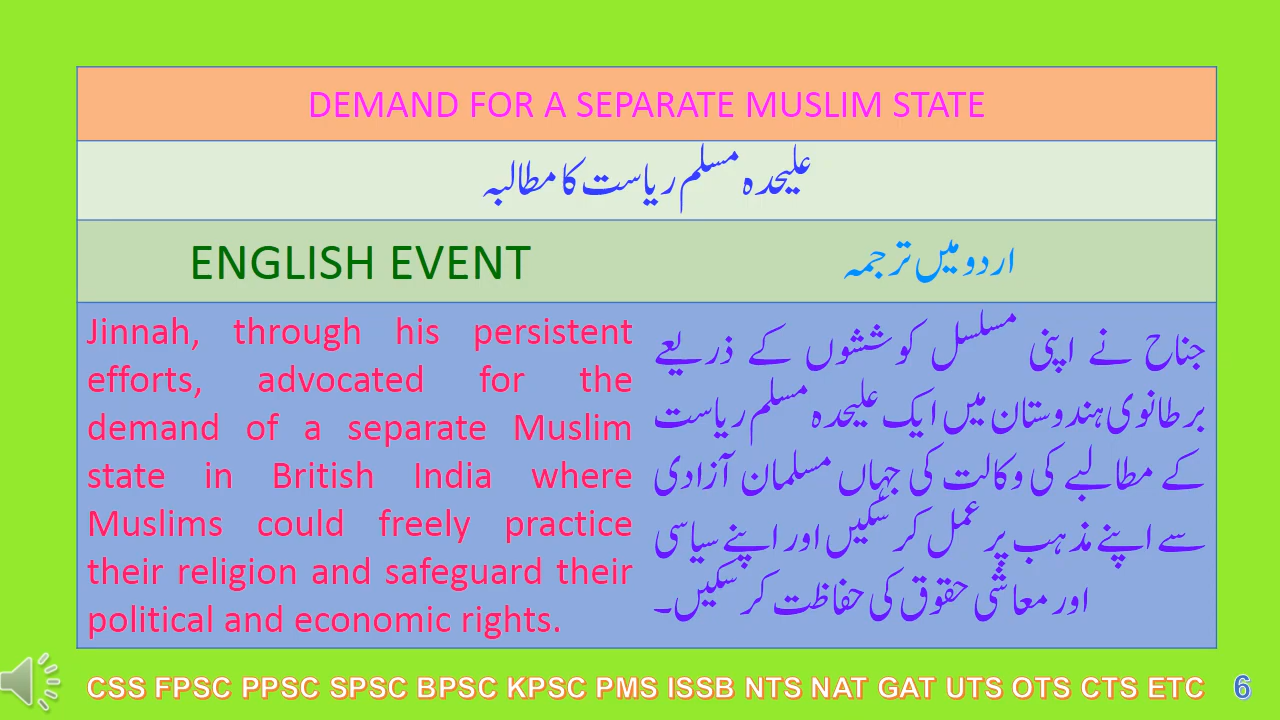 DEMAND FOR A SEPARATE MUSLIM STATE
علیحدہ مسلم ریاست کا مطالبہ
ENGLISH EVENT
اردو میں ترجمہ
Jinnah, through his persistent
efforts, advocated for the
demand of a separate Muslim
state in British India where
Muslims could freely practice
their religion and safeguard their
political and economic rights.
جناح نے اپنی مسلسل کوششوں کے ذریعے
برطانوی ہندوستان میں ایک علیحدہ مسلم ریاست
کے مطالبے کی وکالت کی جہاں مسلمان آزادی
سے اپنے مذہب پر عمل کر سکیں اور اپنے سیاسی
اور معاشی حقوق کی حفاظت کر سکیں۔
CSS FPSC PPSC SPSC BPSC KPSC PMS ISSB NTS NAT GAT UTS OTS CTS ETC
6